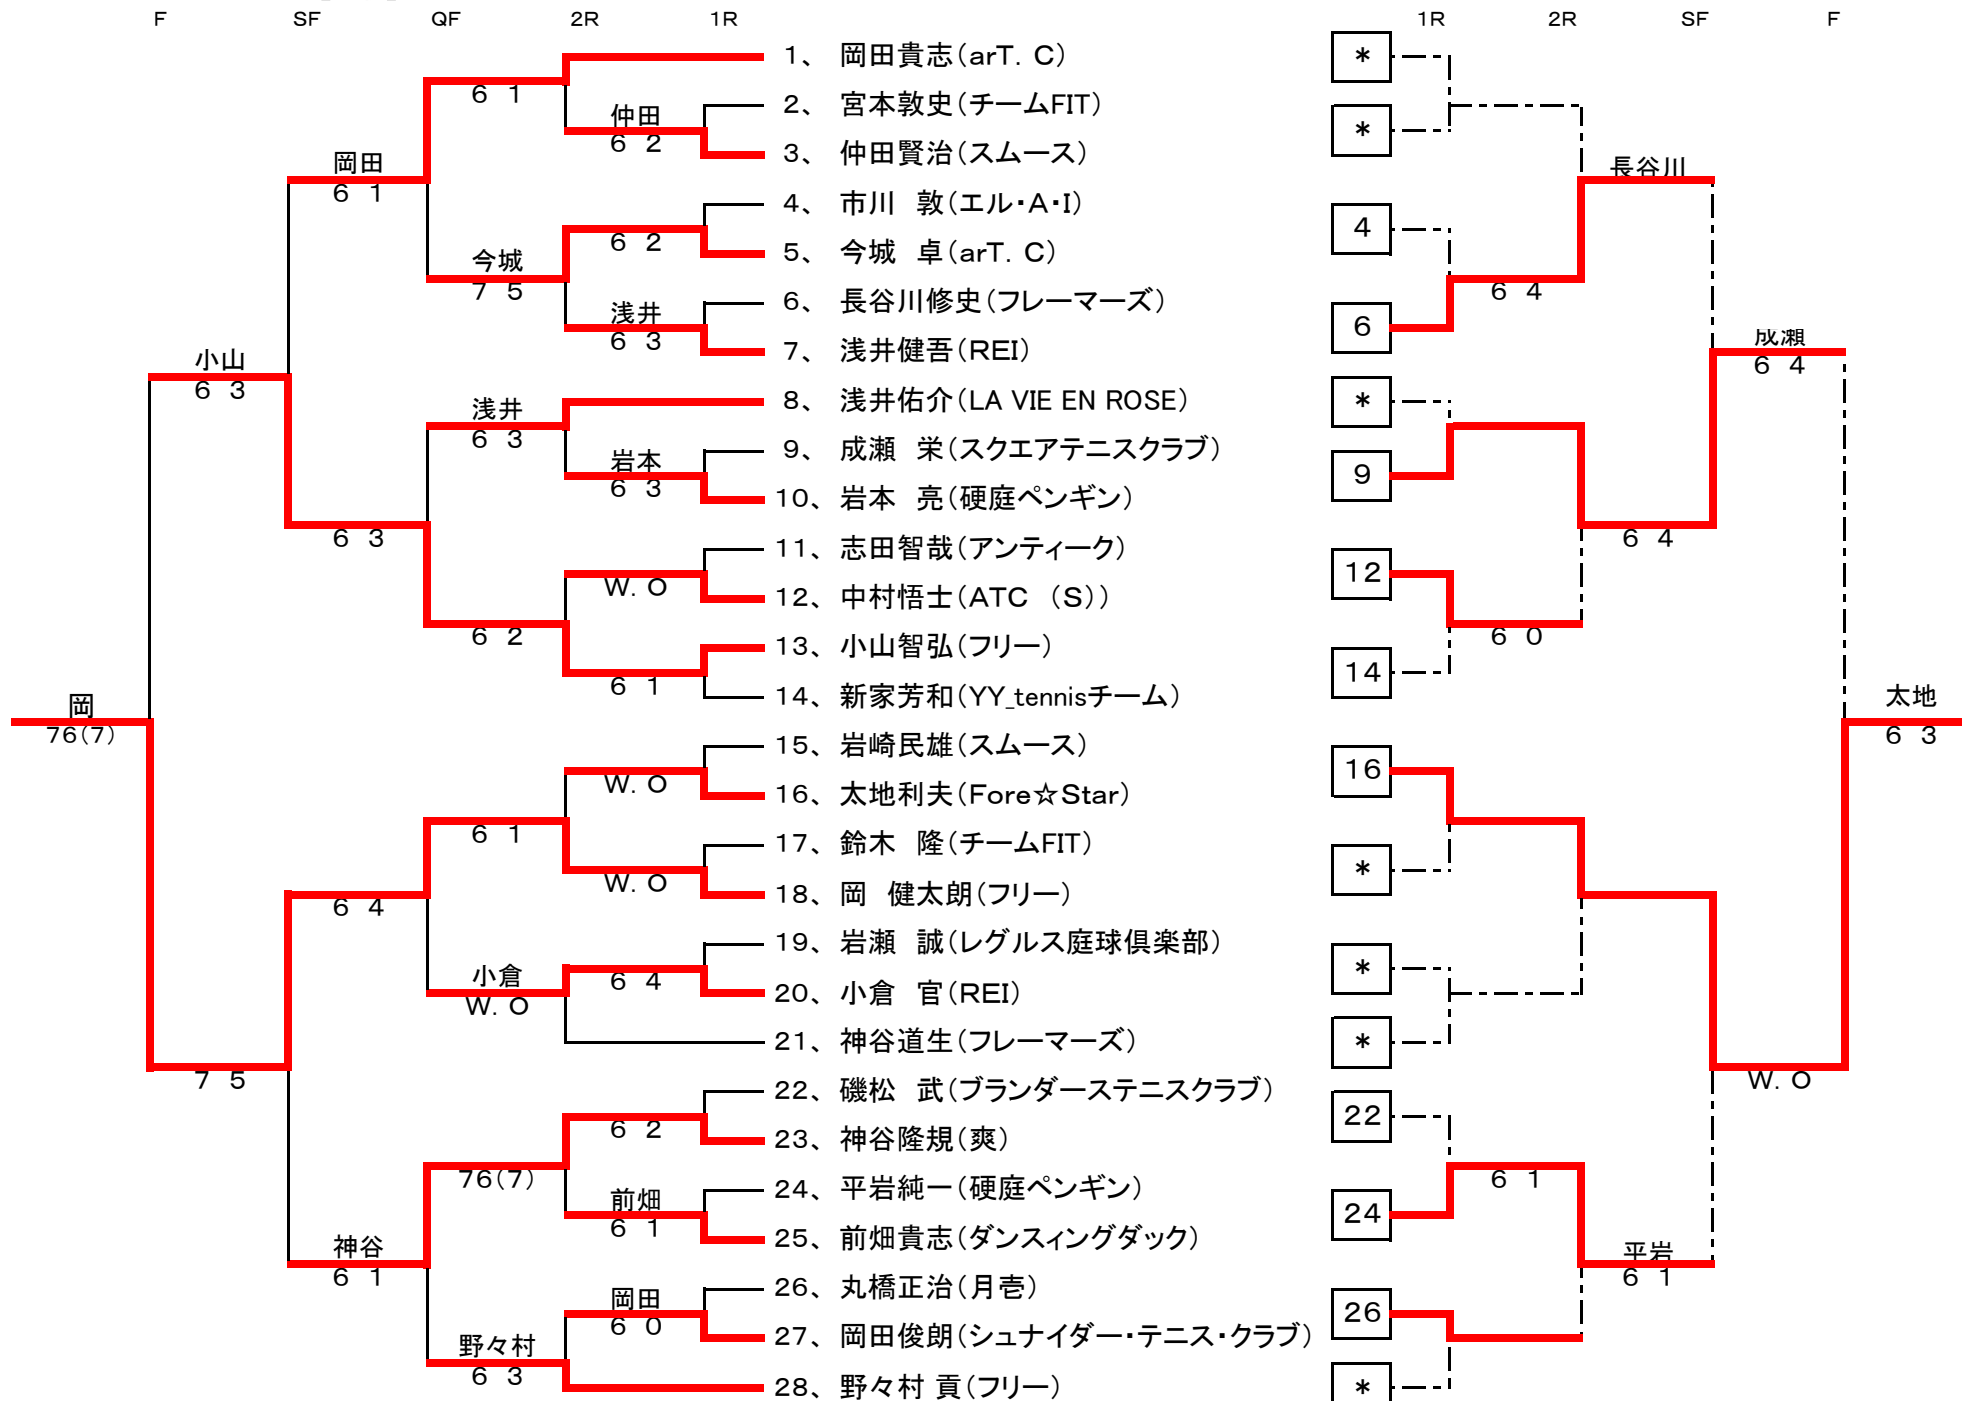 F SF QF 2R 1R 1R 2R SF F
1、 岡田貴志(arT. C) *
6 1
仲田 2、 宮本敦史(チームFIT)
6 2 *
3、 仲田賢治(スムース)
岡田 長谷川
6 1
4、 市川 敦(エル・A・I) 4
6 2
今城 5、 今城 卓(arT. C)
7 5 6 4
浅井 6、 長谷川修史(フレーマーズ) 6
6 3
小山 7、 浅井健吾(REI) 成瀬
6 3 6 4
浅井 8、 浅井佑介(LA VIE EN ROSE) *
6 3
岩本 9、 成瀬 栄(スクエアテニスクラブ) 9
6 3
10、 岩本 亮(硬庭ペンギン)
6 3 6 4
11、 志田智哉(アンティーク) 12
W. O
12、 中村悟士(ATC (S))
6 2 6 0
13、 小山智弘(フリー)
6 1 14
14、 新家芳和(YY_tennisチーム)
岡 太地
76(7) 6 3
15、 岩崎民雄(スムース) 16
W. O
16、 太地利夫(Fore☆Star)
6 1
17、 鈴木 隆(チームFIT) *
W. O
18、 岡 健太朗(フリー)
6 4
19、 岩瀬 誠(レグルス庭球倶楽部) *
小倉 6 4
W. O 20、 小倉 官(REI)
21、 神谷道生(フレーマーズ) *
7 5 W. O
22、 磯松 武(ブランダーステニスクラブ) 22
6 2
23、 神谷隆規(爽)
76(7) 6 1
前畑 24、 平岩純一(硬庭ペンギン) 24
6 1
25、 前畑貴志(ダンスィングダック)
神谷 平岩
6 1 6 1
岡田 26、 丸橋正治(月壱) 26
6 0
27、 岡田俊朗(シュナイダー・テニス・クラブ)
野々村
6 3
28、 野々村 貢(フリー) *